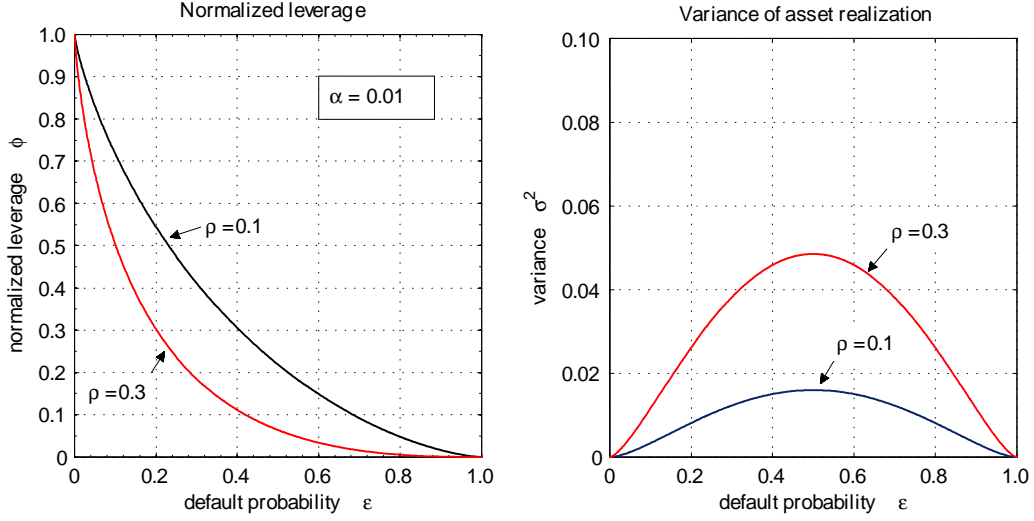 Normalized leverage
1.0
0.9
0.8
0.7
0.6
0.5
0.4
0.3
0.2
0.1
0
normalized leverage ϕ
α = 0.01
ρ =0.1
ρ =0.3
0 0.2 0.4 0.6 0.8 1.0
default probability ε
Variance of asset realization
0.10
0.08
0.06
0.04
0.02
0
variance σ²
ρ =0.3
ρ =0.1
0 0.2 0.4 0.6 0.8 1.0
default probability ε